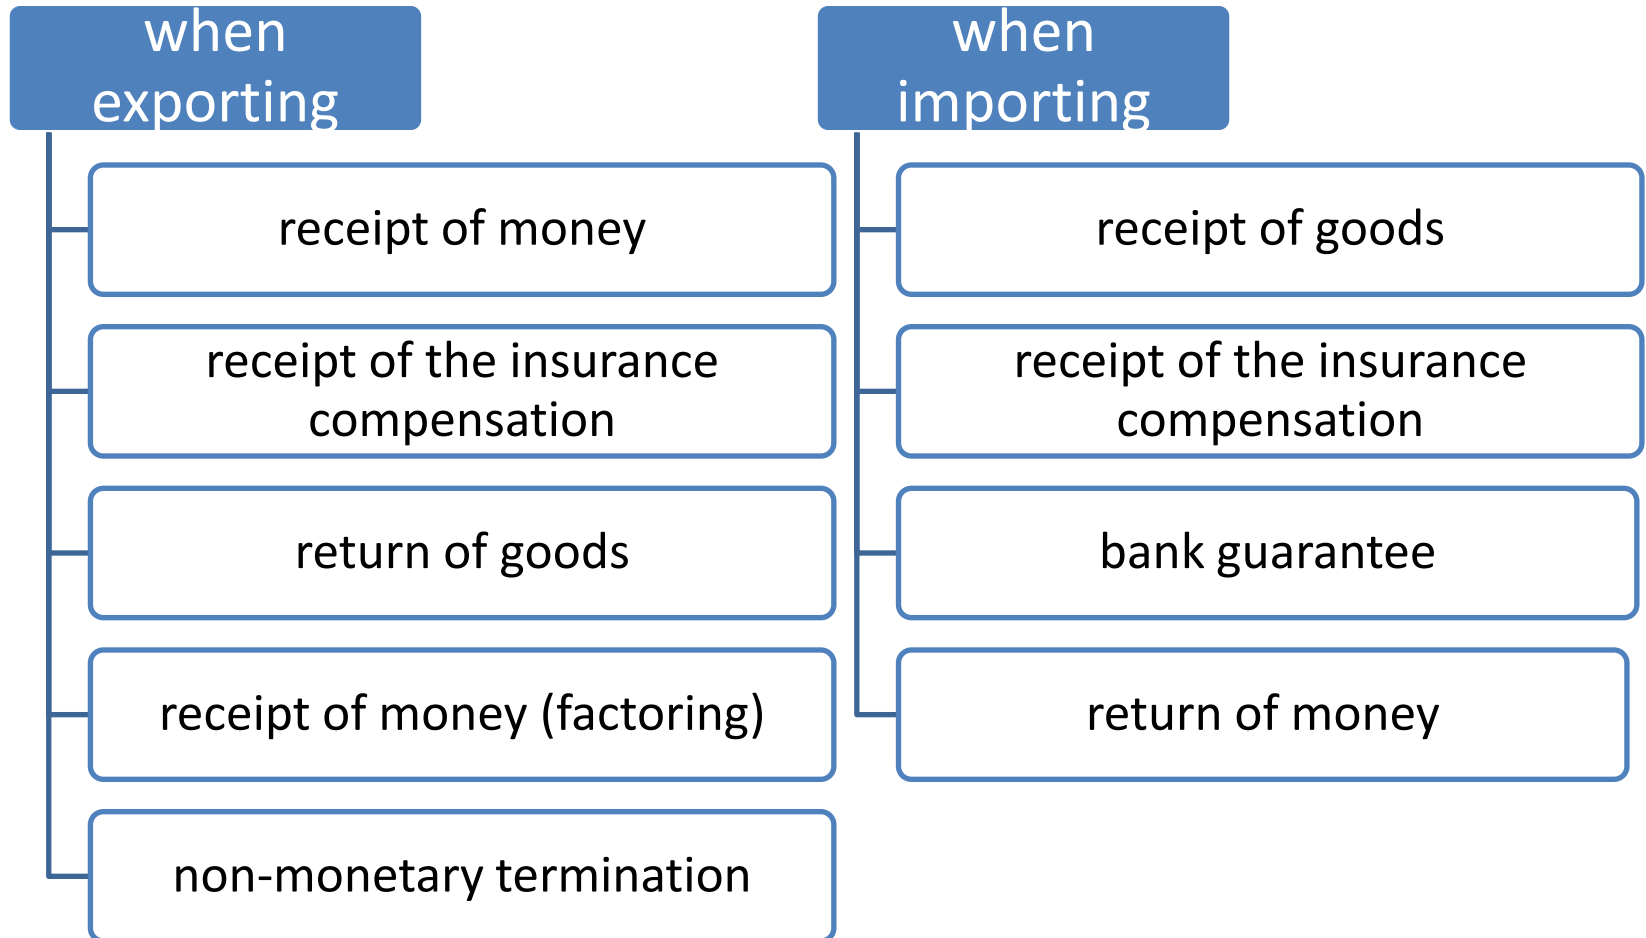 when
exporting
receipt of money
receipt of the insurance
compensation
return of goods
receipt of money (factoring)
non-monetary termination
when
importing
receipt of goods
receipt of the insurance
compensation
bank guarantee
return of money